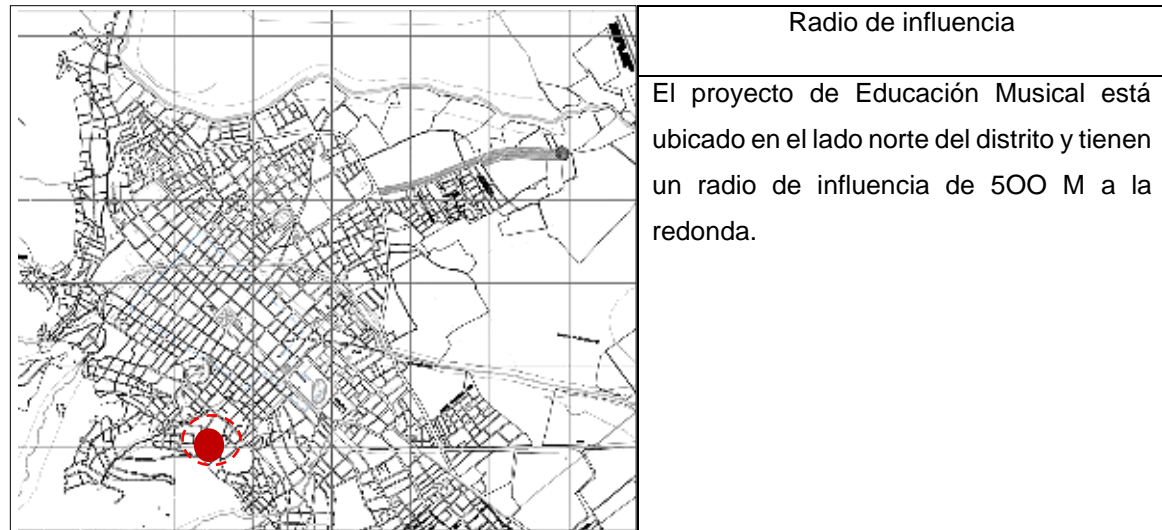 Radio de influencia
El proyecto de Educación Musical está
ubicado en el lado norte del distrito y tienen
un radio de influencia de 5OO M a la
redonda.